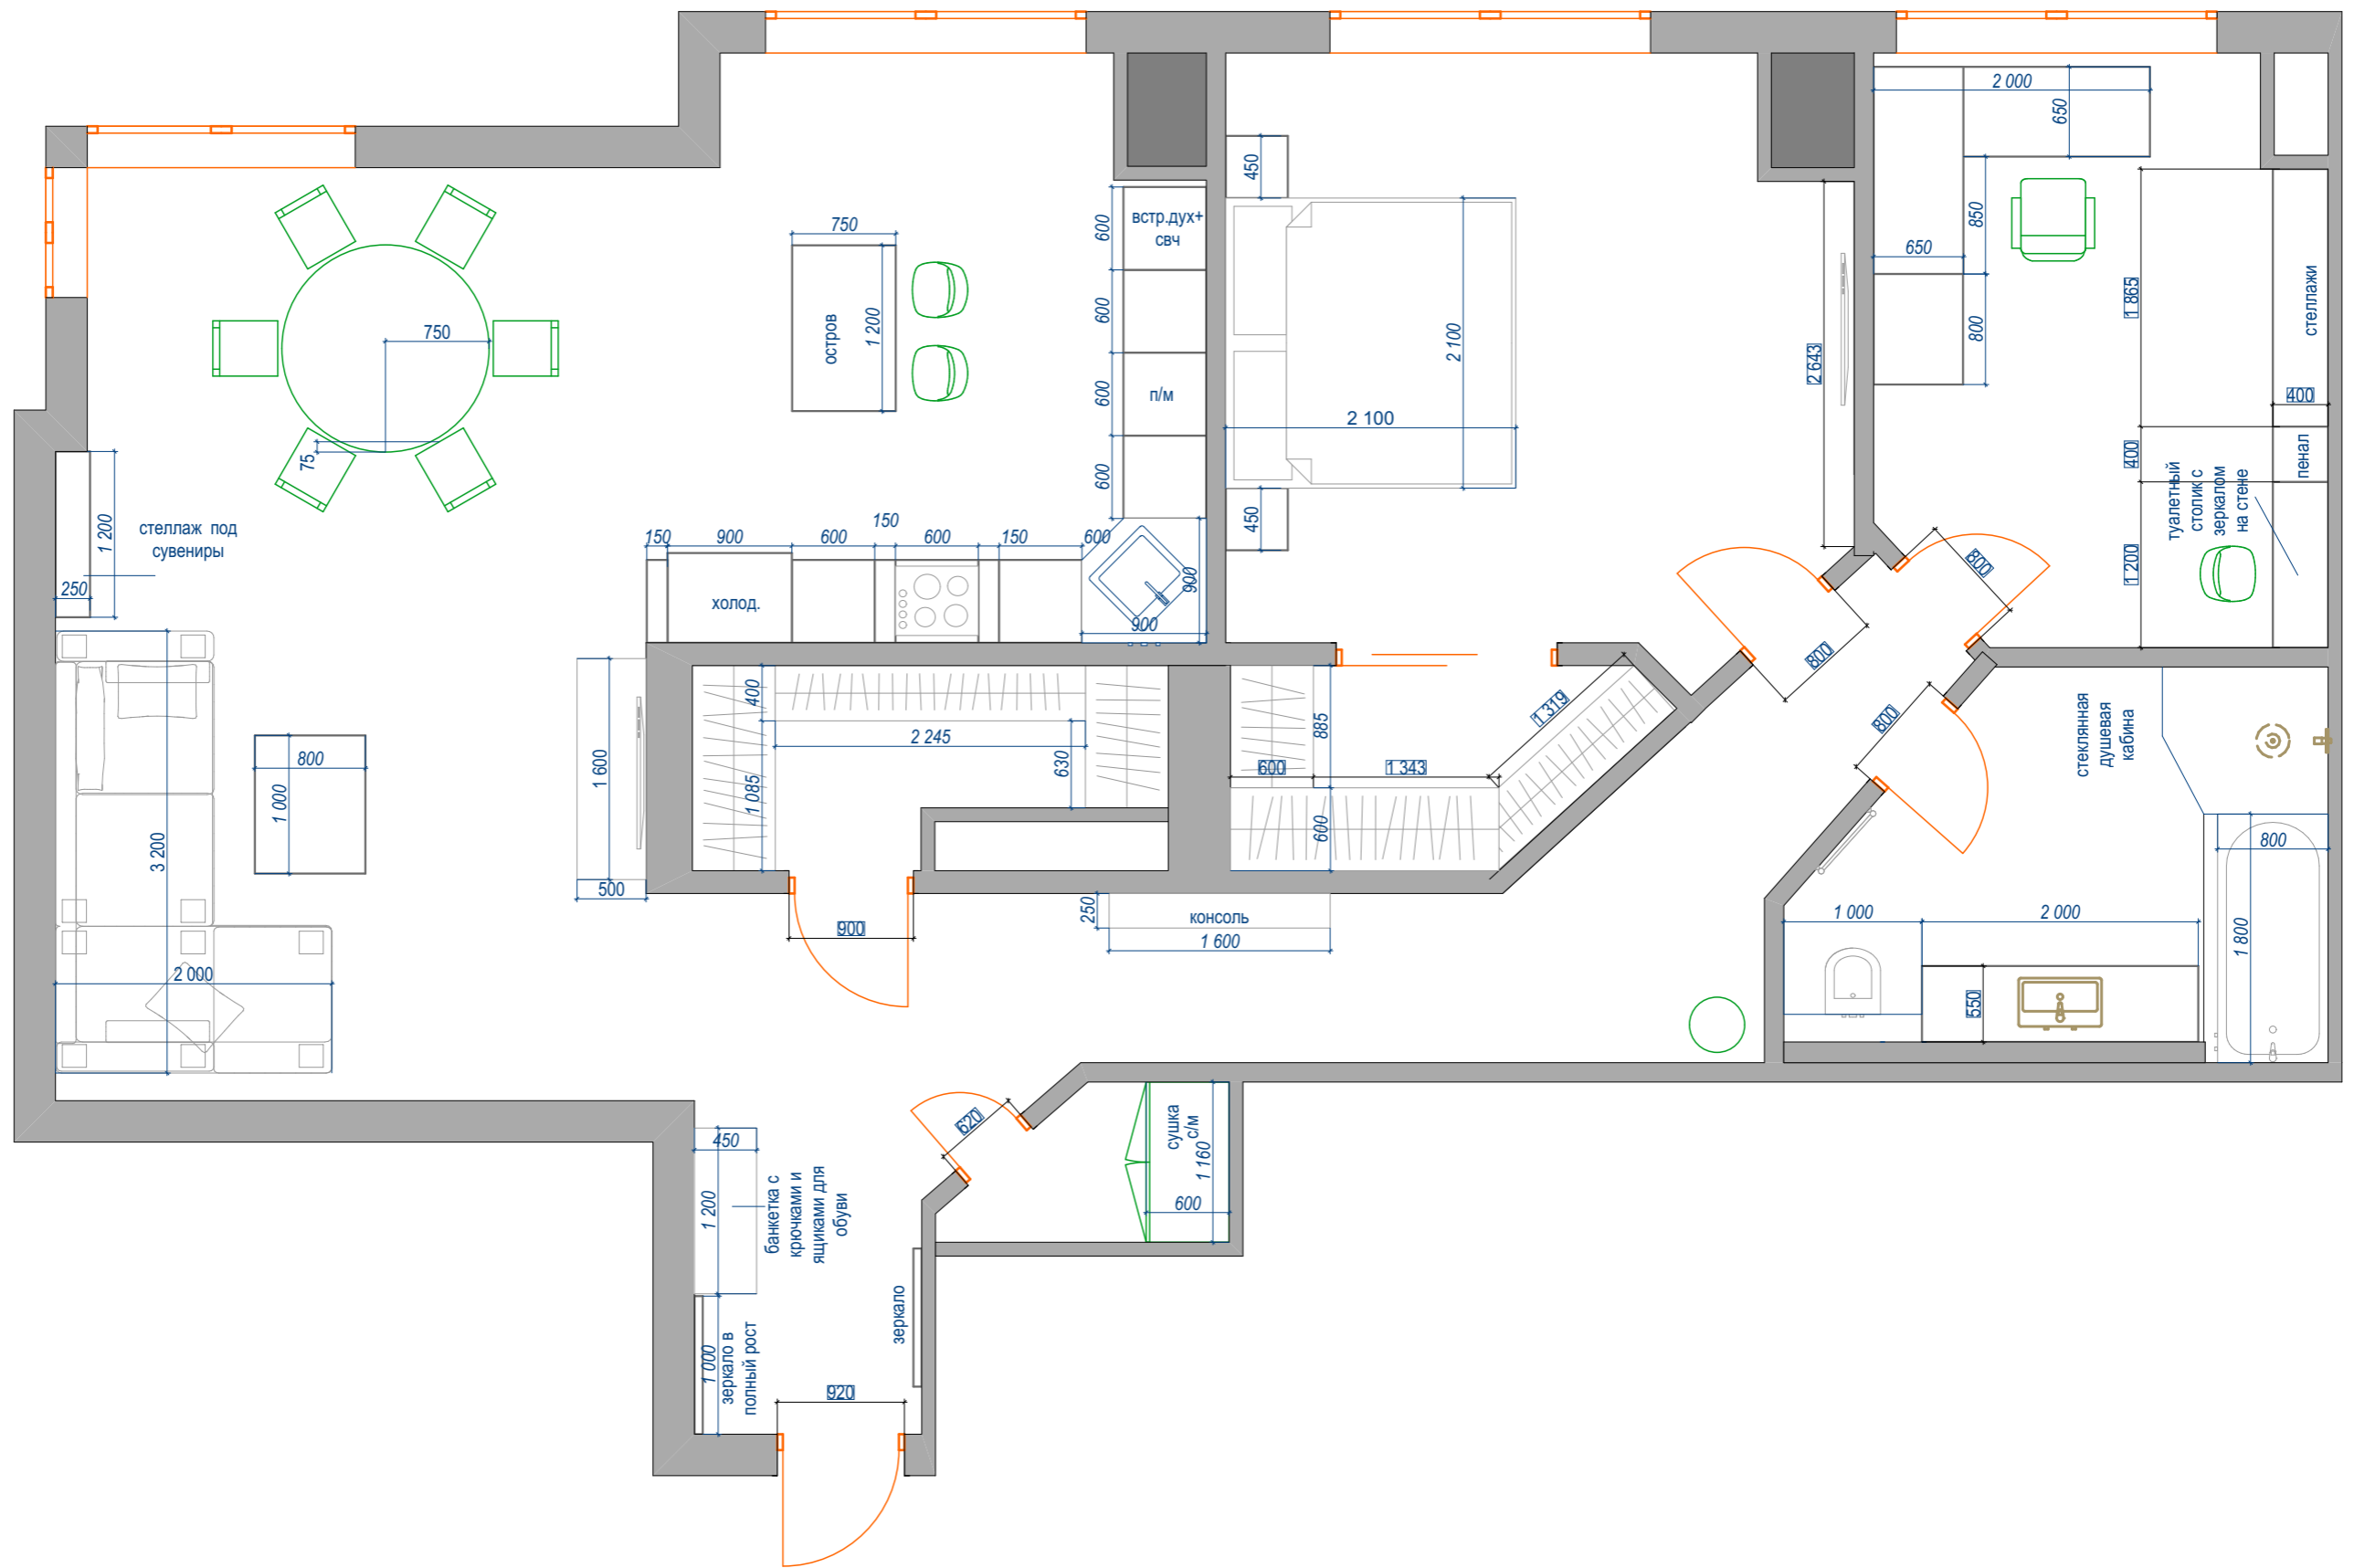 2 000
650
850
650
800
1 865
стеллажи
400
400
пенал
туалетный
столик с
зеркалом
на стене
1 200
800
450
2 100
2 100
450
2 643
800
750
остров
1 200
600
встр.дух+
свч
600
600
п/м
600
750
75
стеллаж под
сувениры
1 200
250
150
900
600
150
600
150
600
холод.
900
900
800
1 000
3 200
2 000
1 600
500
400
2 245
630
1 085
900
885
1 319
600
1 343
600
250
консоль
1 600
800
стеклянная
душевая
кабина
800
1 000
2 000
1 800
550
620
сушка
с/м
1 160
600
450
1 200
банкетка с
крючками и
ящиками для
обуви
зеркало
1 000
зеркало в
полный рост
920